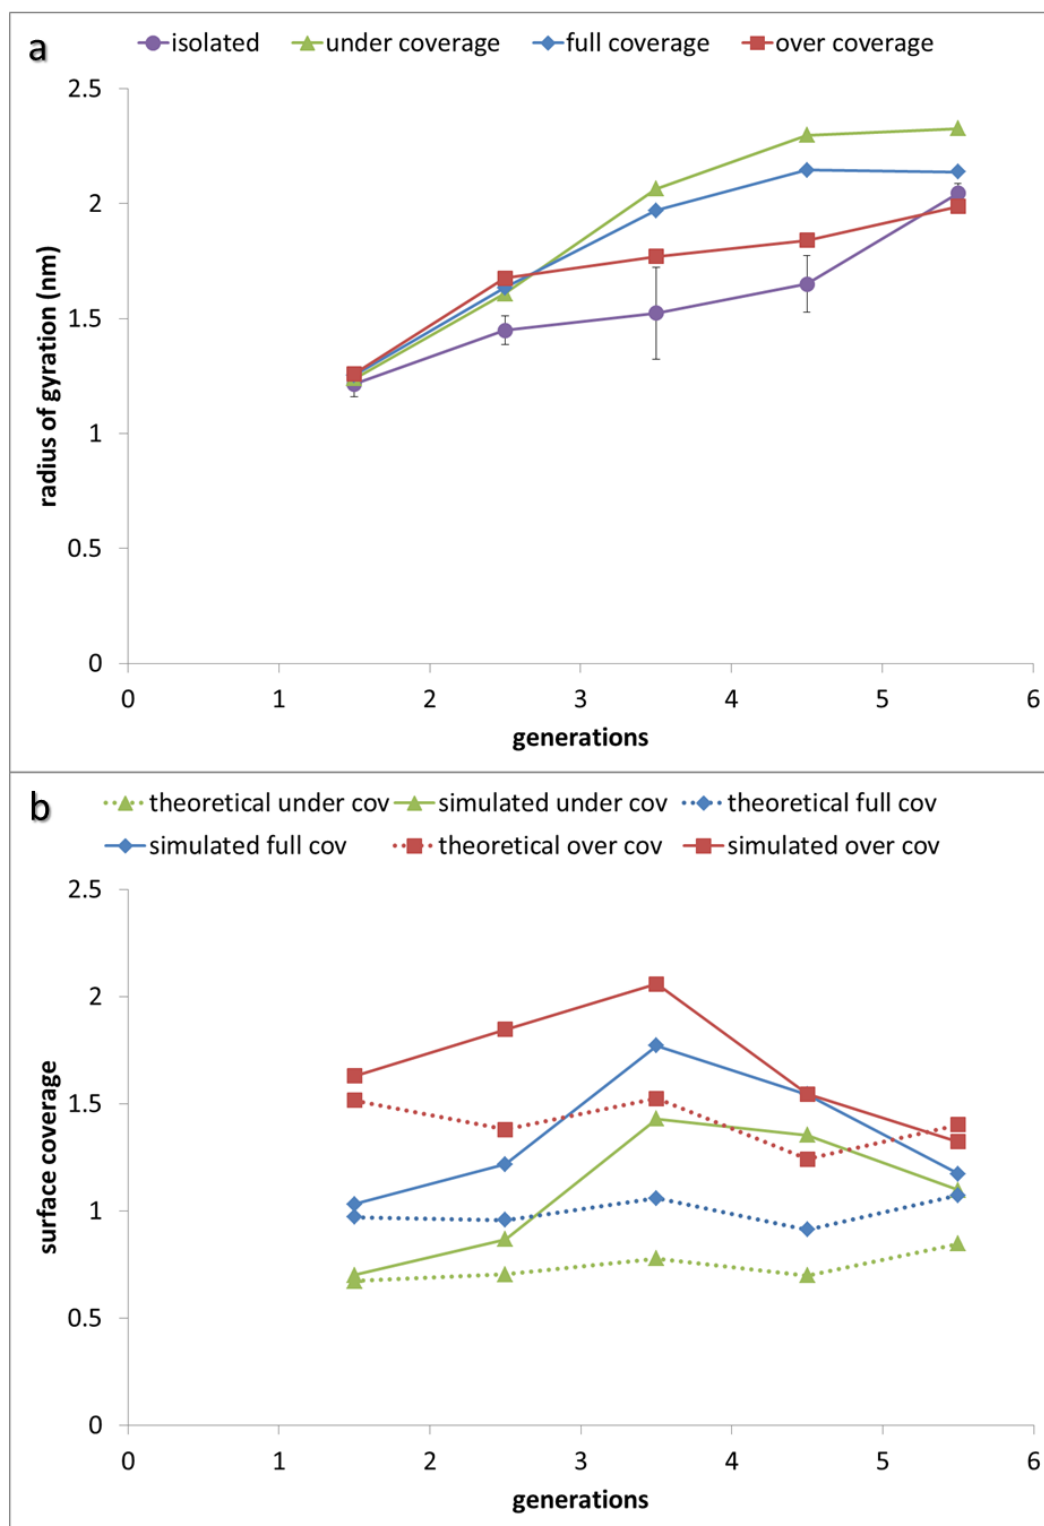 a
isolated under coverage full coverage over coverage
2.5
2
1.5
1
0.5
0
radius of gyration (nm)
0 1 2 3 4 5 6
generations
b
theoretical under cov simulated under cov theoretical full cov
simulated full cov theoretical over cov simulated over cov
2.5
2
1.5
1
0.5
0
surface coverage
0 1 2 3 4 5 6
generations